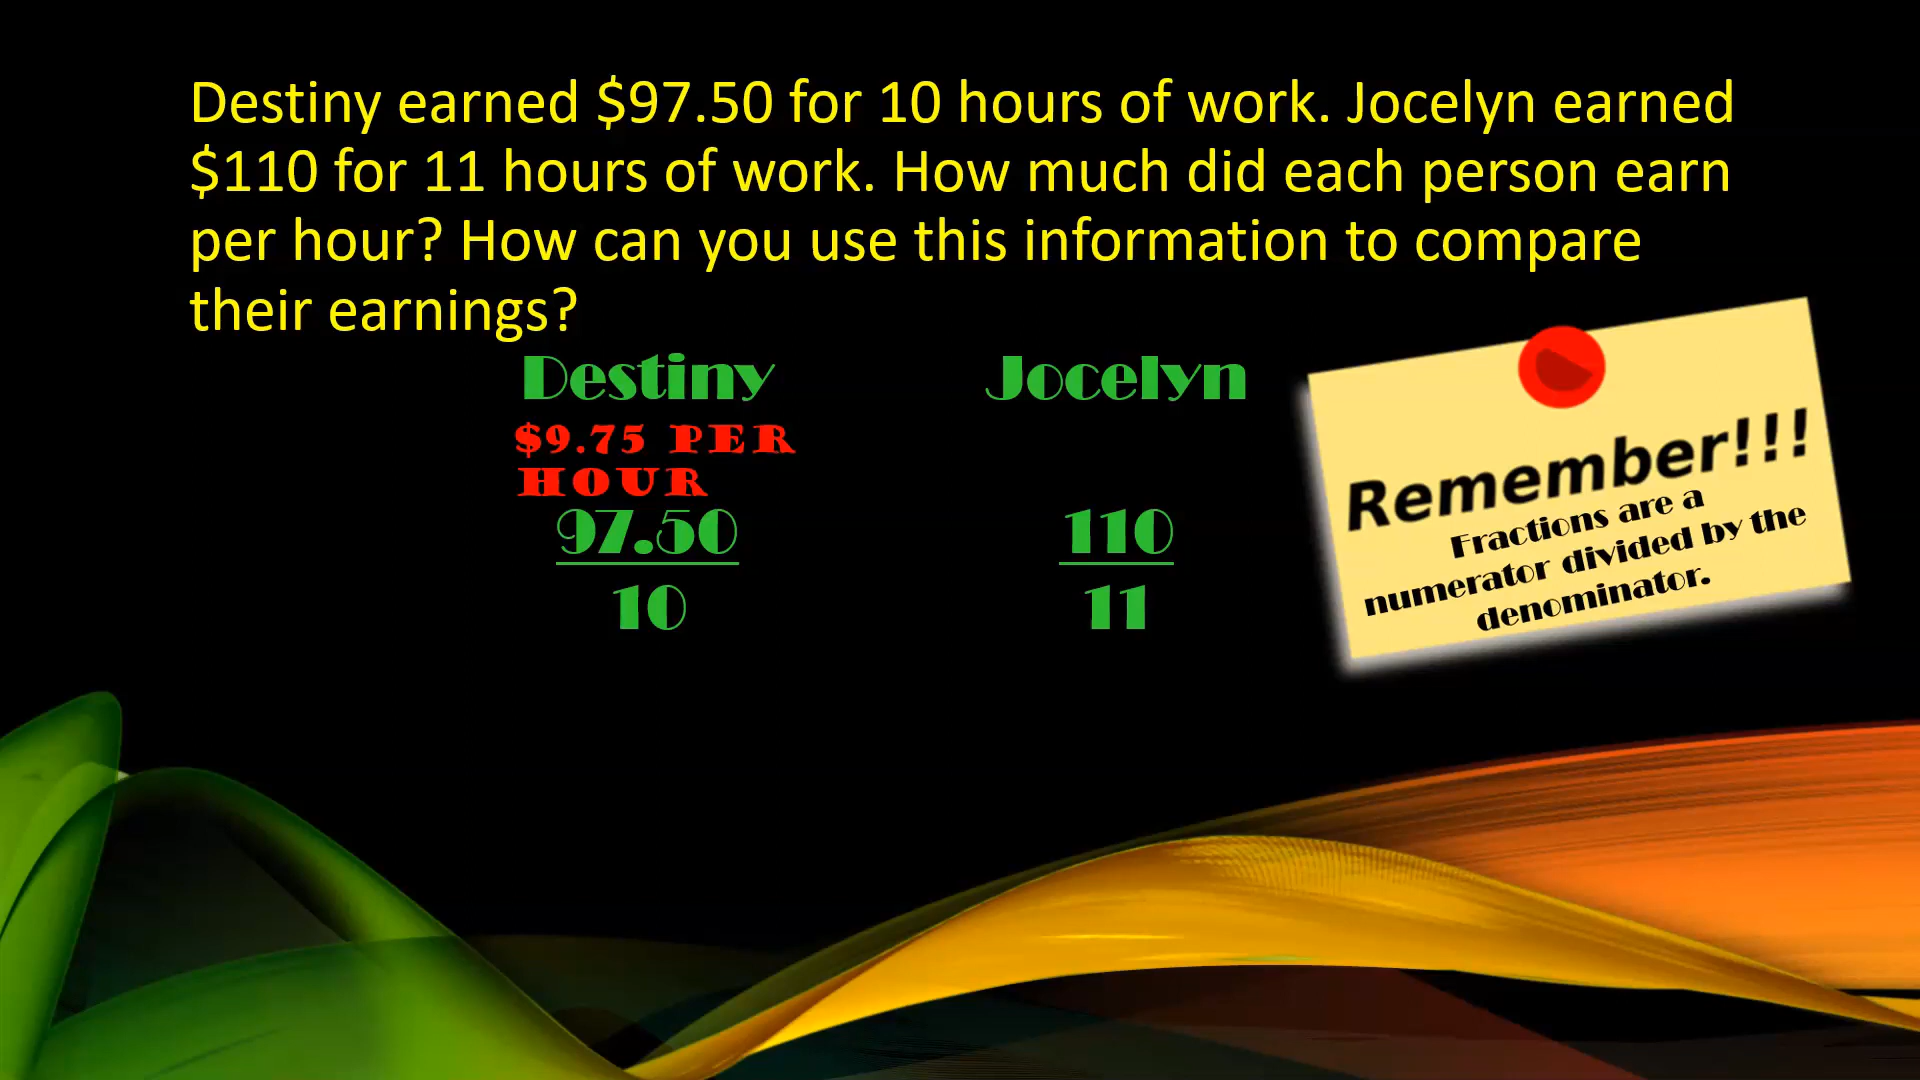 Destiny earned $97.50 for 10 hours of work. Jocelyn earned
$110 for 11 hours of work. How much did each person earn
per hour? How can you use this information to compare
their earnings?
Destiny
$9.75 PER
HOUR
97.50
10
Jocelyn
110
11
Remember!!!
Fractions are a
numerator divided by the
denominator.